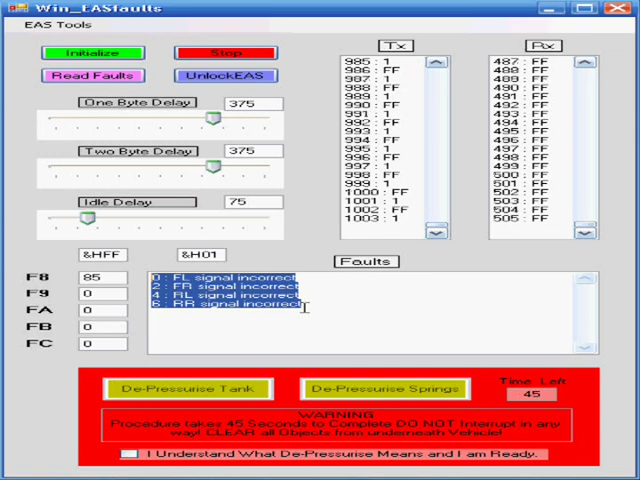 Win_EASfaults
EAS Tools
Initialize
Stop
Read Faults
UnlockEAS
One Byte Delay
375
Two Byte Delay
375
Idle Delay
75
Tx
985 : 1
986 : FF
987 : 1
988 : FF
989 : 1
990 : FF
991 : 1
992 : FF
993 : 1
994 : FF
995 : 1
996 : FF
997 : 1
998 : FF
999 : 1
1000 : FF
1001 : 1
1002 : FF
1003 : 1
Rx
487 : FF
488 : FF
489 : FF
490 : FF
491 : FF
492 : FF
493 : FF
494 : FF
495 : FF
496 : FF
497 : FF
498 : FF
499 : FF
500 : FF
501 : FF
502 : FF
503 : FF
504 : FF
505 : FF
&HFF
&H01
F8
85
F9
0
FA
0
FB
0
FC
0
Faults
0 : FL signal incorrect
2 : FR signal incorrect
4 : RL signal incorrect
6 : RR signal incorrect
De-Pressurise Tank
De-Pressurise Springs
Time Left
45
WARNING
Procedure takes 45 Seconds to Complete DO NOT Interrupt in any
way! CLEAR all Objects from underneath Vehicle!
I Understand What De-Pressurise Means and I am Ready.